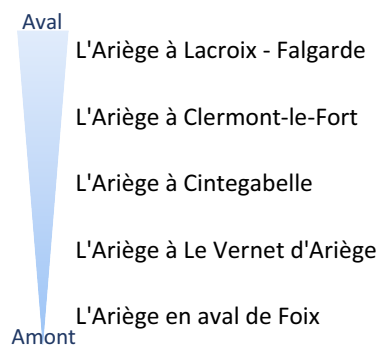 Aval
L'Ariège à Lacroix - Falgarde
L'Ariège à Clermont-le-Fort
L'Ariège à Cintegabelle
L'Ariège à Le Vernet d'Ariège
L'Ariège en aval de Foix
Amont